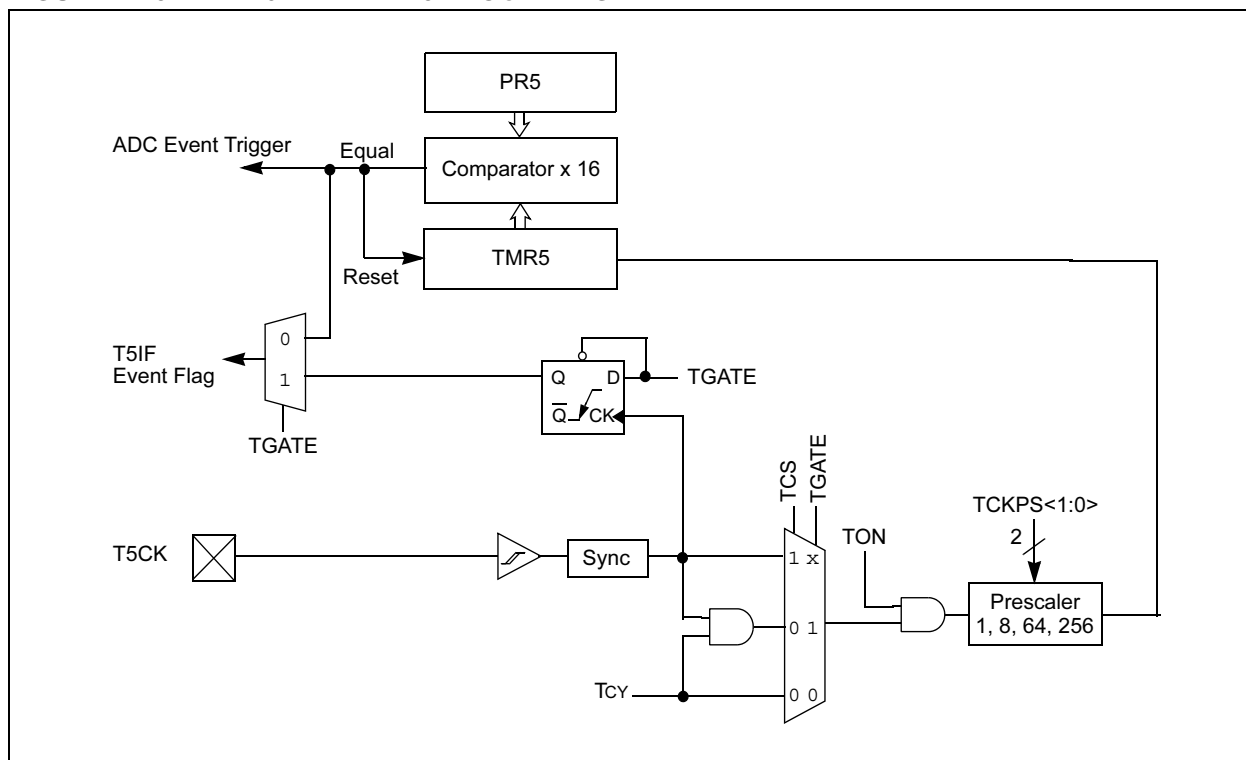 PR5
ADC Event Trigger
Equal
Comparator x 16
Reset
TMR5
0
T5IF
Event Flag
1
Q
D
TGATE
Q
CK
TGATE
TCS
TGATE
TCKPS<1:0>
2
TON
T5CK
Sync
1 x
Prescaler
1, 8, 64, 256
0 1
TCY
0 0